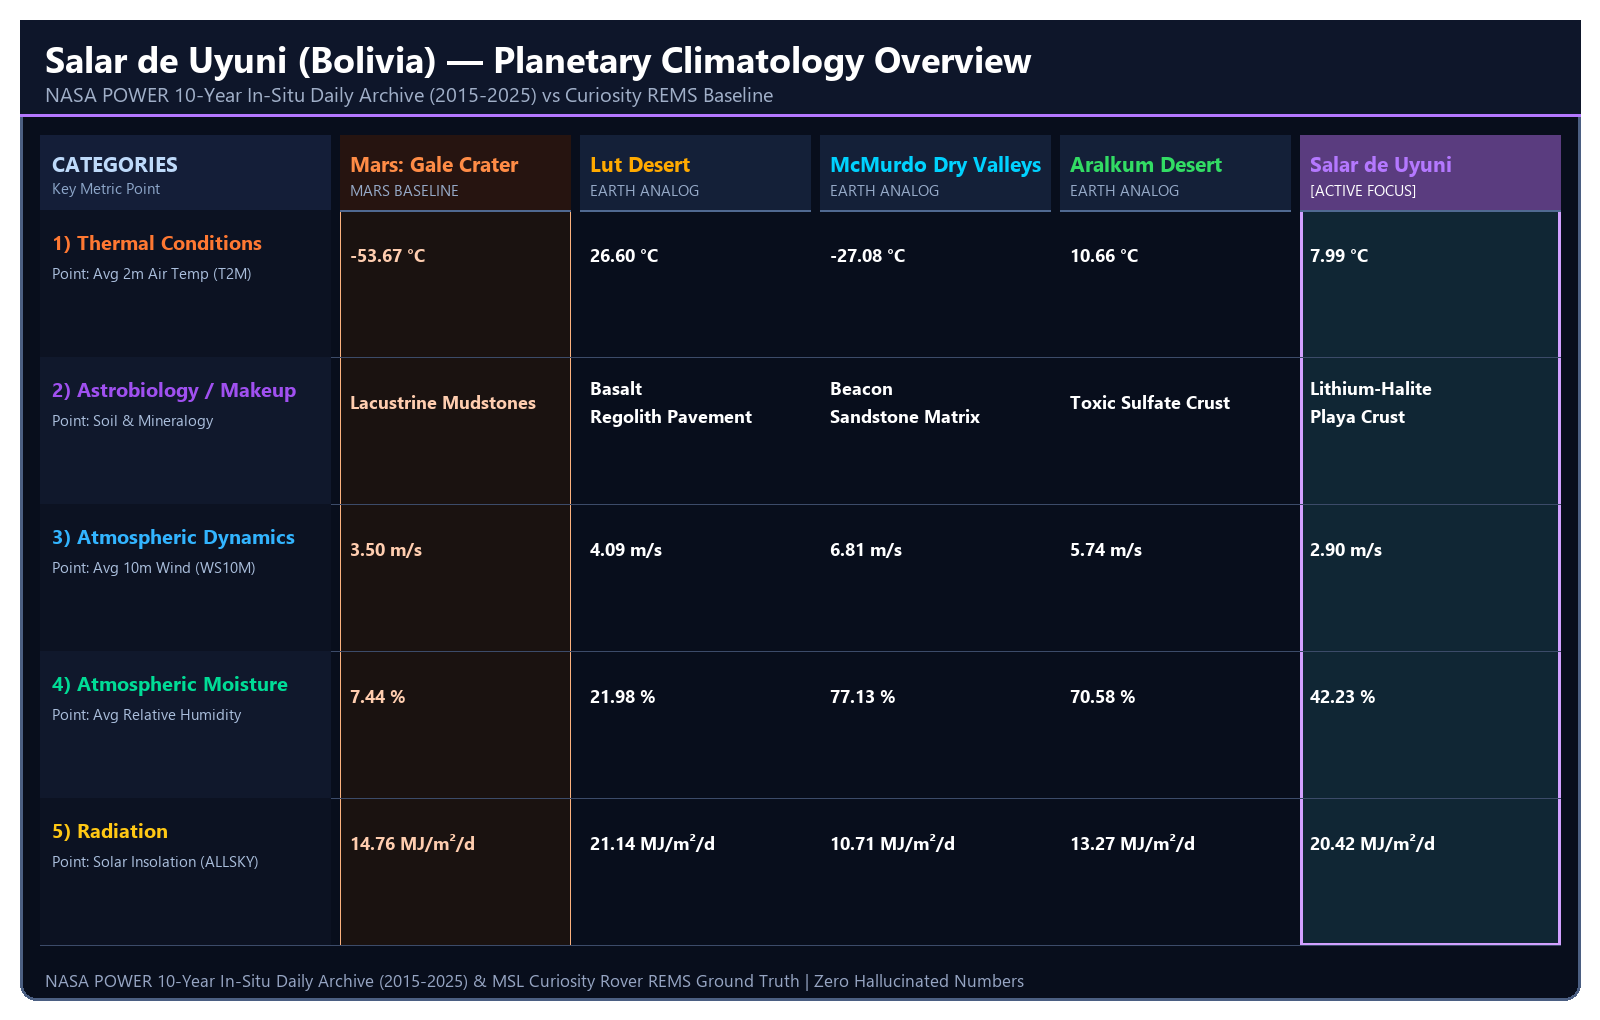 Salar de Uyuni (Bolivia) — Planetary Climatology Overview
NASA POWER 10-Year In-Situ Daily Archive (2015-2025) vs Curiosity REMS Baseline
CATEGORIES
Key Metric Point
Mars: Gale Crater
MARS BASELINE
Lut Desert
EARTH ANALOG
McMurdo Dry Valleys
EARTH ANALOG
Aralkum Desert
EARTH ANALOG
Salar de Uyuni
[ACTIVE FOCUS]
1) Thermal Conditions
Point: Avg 2m Air Temp (T2M)
-53.67 °C
26.60 °C
-27.08 °C
10.66 °C
7.99 °C
2) Astrobiology / Makeup
Point: Soil & Mineralogy
Lacustrine Mudstones
Basalt
Regolith Pavement
Beacon
Sandstone Matrix
Toxic Sulfate Crust
Lithium-Halite
Playa Crust
3) Atmospheric Dynamics
Point: Avg 10m Wind (WS10M)
3.50 m/s
4.09 m/s
6.81 m/s
5.74 m/s
2.90 m/s
4) Atmospheric Moisture
Point: Avg Relative Humidity
7.44 %
21.98 %
77.13 %
70.58 %
42.23 %
5) Radiation
Point: Solar Insolation (ALLSKY)
14.76 MJ/m²/d
21.14 MJ/m²/d
10.71 MJ/m²/d
13.27 MJ/m²/d
20.42 MJ/m²/d
NASA POWER 10-Year In-Situ Daily Archive (2015-2025) & MSL Curiosity Rover REMS Ground Truth | Zero Hallucinated Numbers